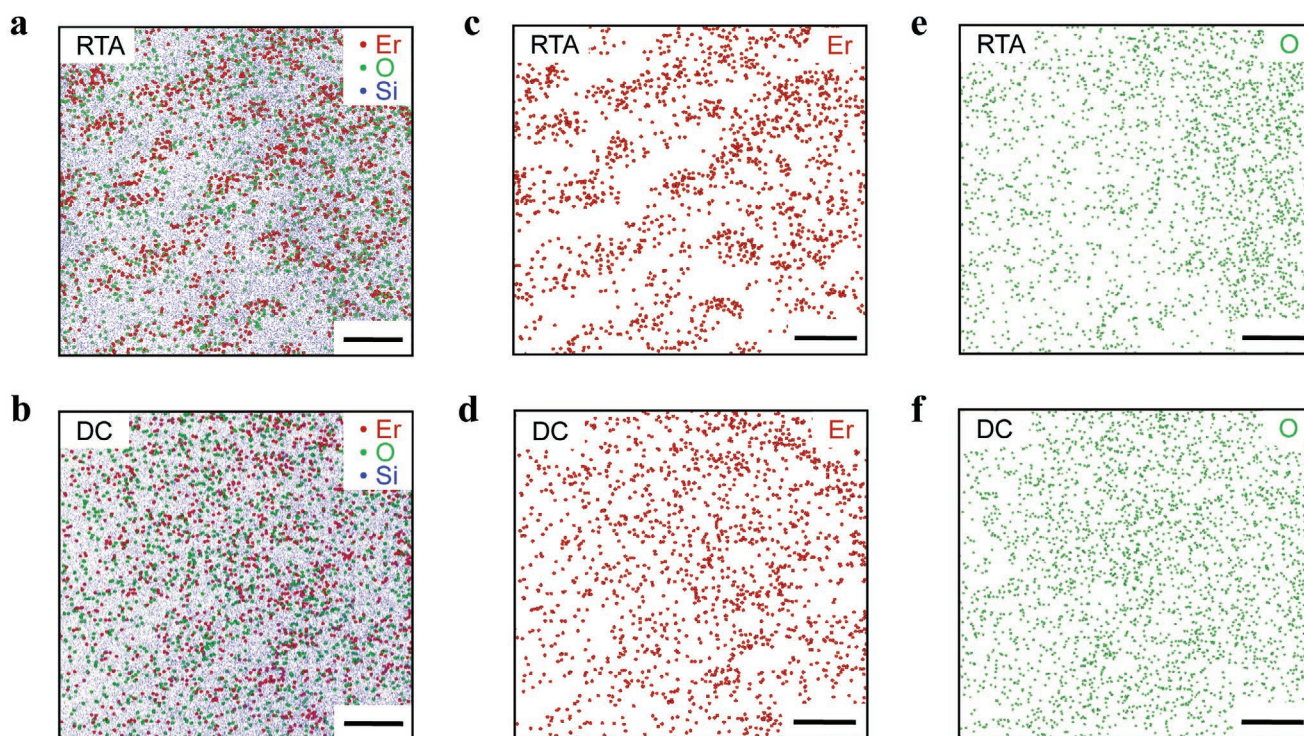 a
RTA
• Er
• O
• Si
c
RTA
Er
e
RTA
O
b
DC
• Er
• O
• Si
d
DC
Er
f
DC
O